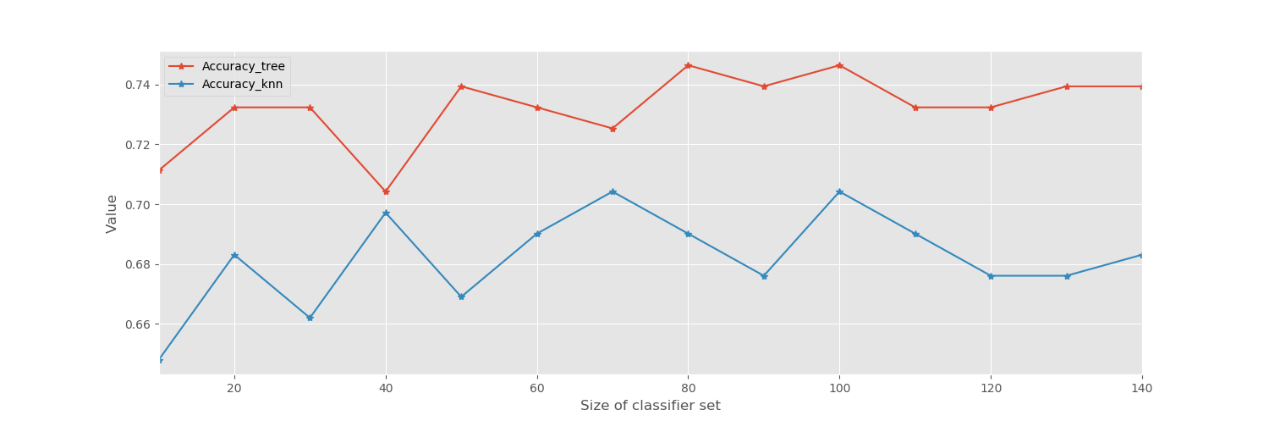 Accuracy_tree
Accuracy_knn
0.74
0.72
0.70
0.68
0.66
Value
20 40 60 80 100 120 140
Size of classifier set